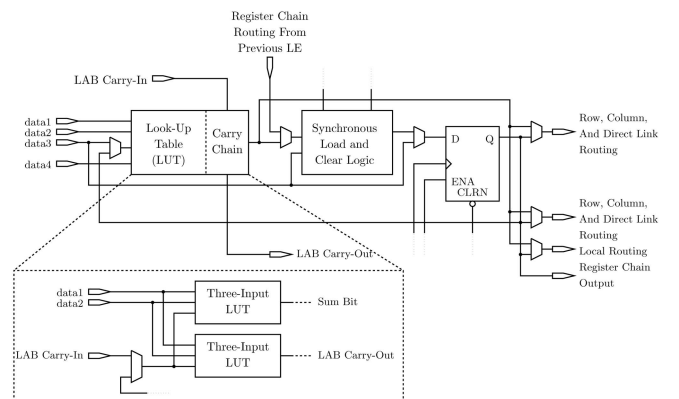 Register Chain
Routing From
Previous LE
LAB Carry-In
data1
data2
data3
data4
Look-Up
Table
(LUT)
Carry
Chain
Synchronous
Load and
Clear Logic
D
Q
ENA
CLRN
Row, Column,
And Direct Link
Routing
Row, Column,
And Direct Link
Routing
Local Routing
Register Chain
Output
LAB Carry-Out
data1
data2
Three-Input
LUT
Sum Bit
LAB Carry-In
Three-Input
LUT
LAB Carry-Out